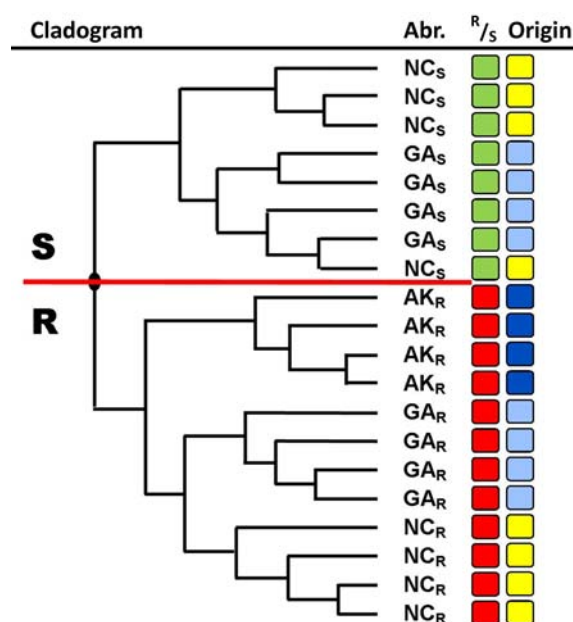 Cladogram Abr. R/S Origin
NCS
NCS
NCS
GAS
GAS
GAS
GAS
S
NCS
R
AKR
AKR
AKR
AKR
GAR
GAR
GAR
GAR
NCR
NCR
NCR
NCR